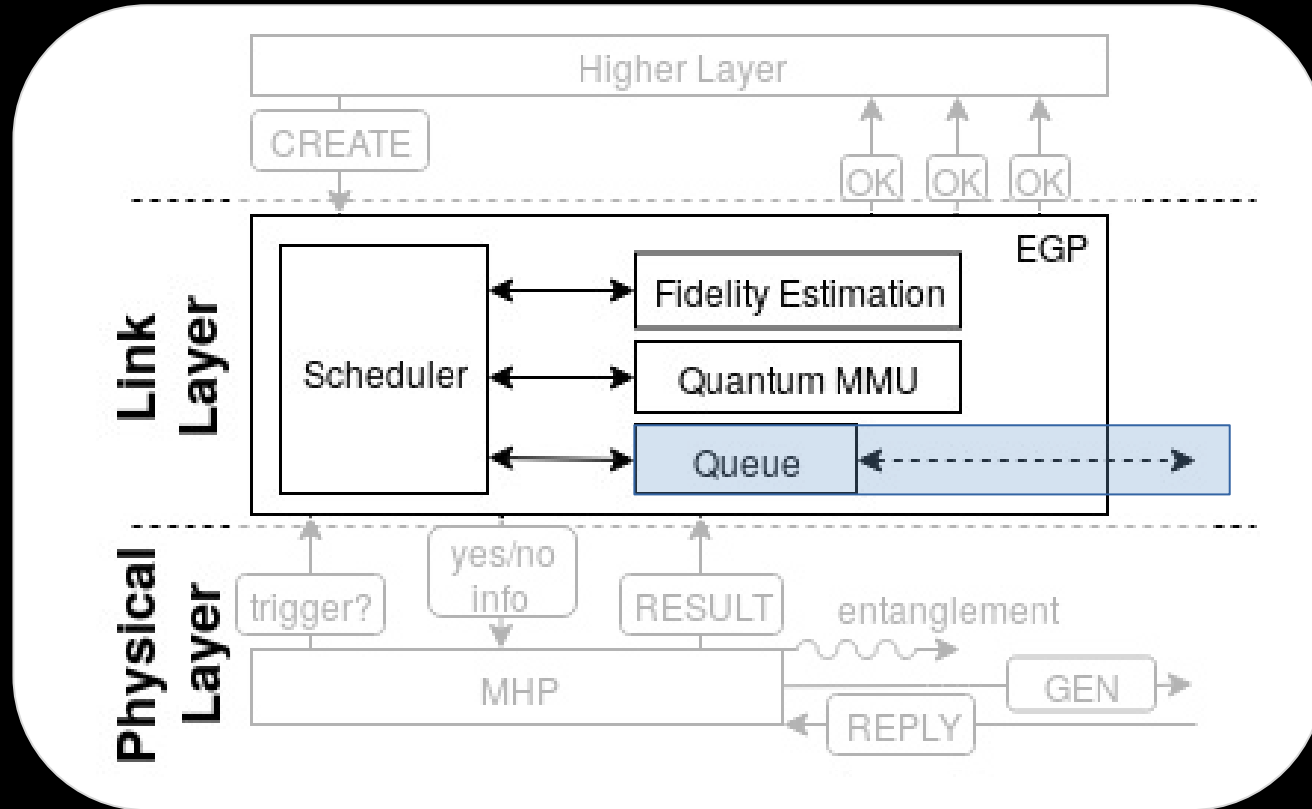 Higher Layer
CREATE
OK OK OK
EGP
Link
Layer
Scheduler
Fidelity Estimation
Quantum MMU
Queue
Physical
Layer
trigger?
yes/no
info
RESULT
entanglement
MHP
GEN
REPLY